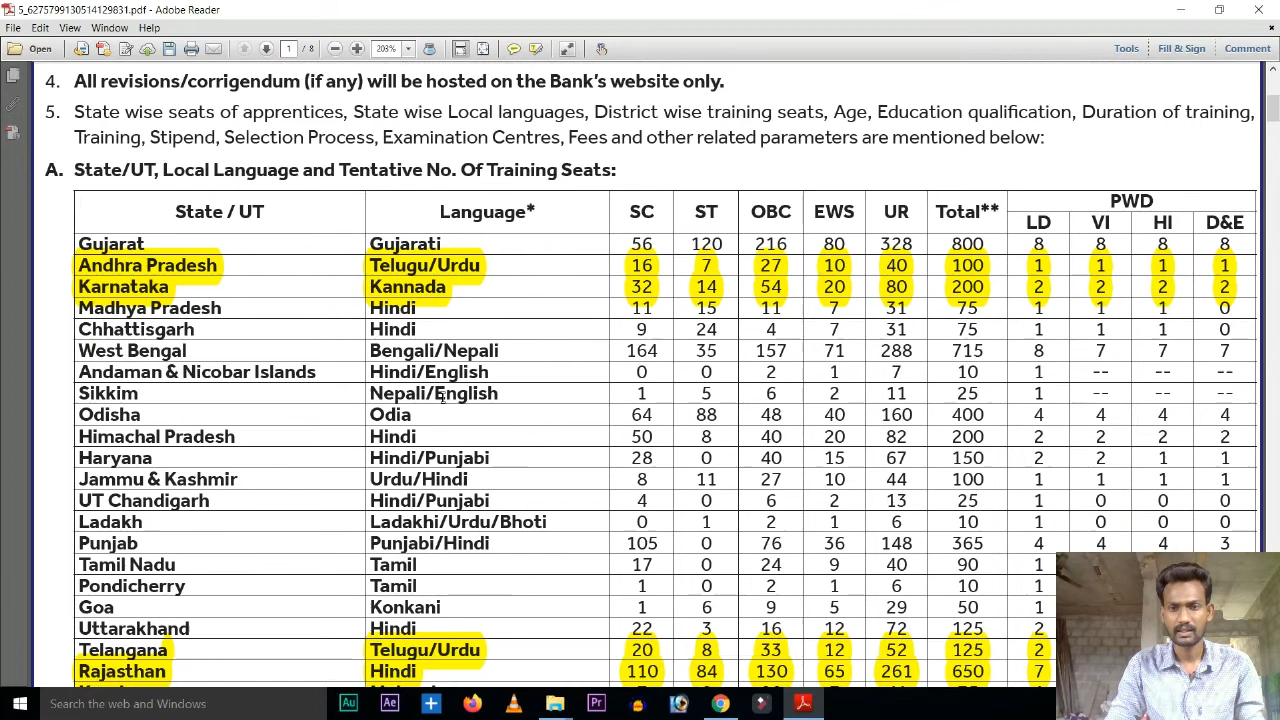 5_6275799130514129831.pdf - Adobe Reader
File Edit View Window Help
Open 1 / 8 203% Tools Fill & Sign Comment
4. All revisions/corrigendum (if any) will be hosted on the Bank's website only.
5. State wise seats of apprentices, State wise Local languages, District wise training seats, Age, Education qualification, Duration of training,
Training, Stipend, Selection Process, Examination Centres, Fees and other related parameters are mentioned below:
A. State/UT, Local Language and Tentative No. Of Training Seats:
State / UT Language* SC ST OBC EWS UR Total** PWD
LD VI HI D&E
Gujarat Gujarati 56 120 216 80 328 800 8 8 8 8
Andhra Pradesh Telugu/Urdu 16 7 27 10 40 100 1 1 1 1
Karnataka Kannada 32 14 54 20 80 200 2 2 2 2
Madhya Pradesh Hindi 11 15 11 7 31 75 1 1 1 0
Chhattisgarh Hindi 9 24 4 7 31 75 1 1 1 0
West Bengal Bengali/Nepali 164 35 157 71 288 715 8 7 7 7
Andaman & Nicobar Islands Hindi/English 0 0 2 1 7 10 1 -- -- --
Sikkim Nepali/English 1 5 6 2 11 25 1 -- -- --
Odisha Odia 64 88 48 40 160 400 4 4 4 4
Himachal Pradesh Hindi 50 8 40 20 82 200 2 2 2 2
Haryana Hindi/Punjabi 28 0 40 15 67 150 2 2 1 1
Jammu & Kashmir Urdu/Hindi 8 11 27 10 44 100 1 1 1 1
UT Chandigarh Hindi/Punjabi 4 0 6 2 13 25 1 0 0 0
Ladakh Ladakhi/Urdu/Bhoti 0 1 2 1 6 10 1 0 0 0
Punjab Punjabi/Hindi 105 0 76 36 148 365 4 4 4 3
Tamil Nadu Tamil 17 0 24 9 40 90 1
Pondicherry Tamil 1 0 2 1 6 10 1
Goa Konkani 1 6 9 5 29 50 1
Uttarakhand Hindi 22 3 16 12 72 125 2
Telangana Telugu/Urdu 20 8 33 12 52 125 2
Rajasthan Hindi 110 84 130 65 261 650 7
Search the Web and Windows
Au Ae Pr